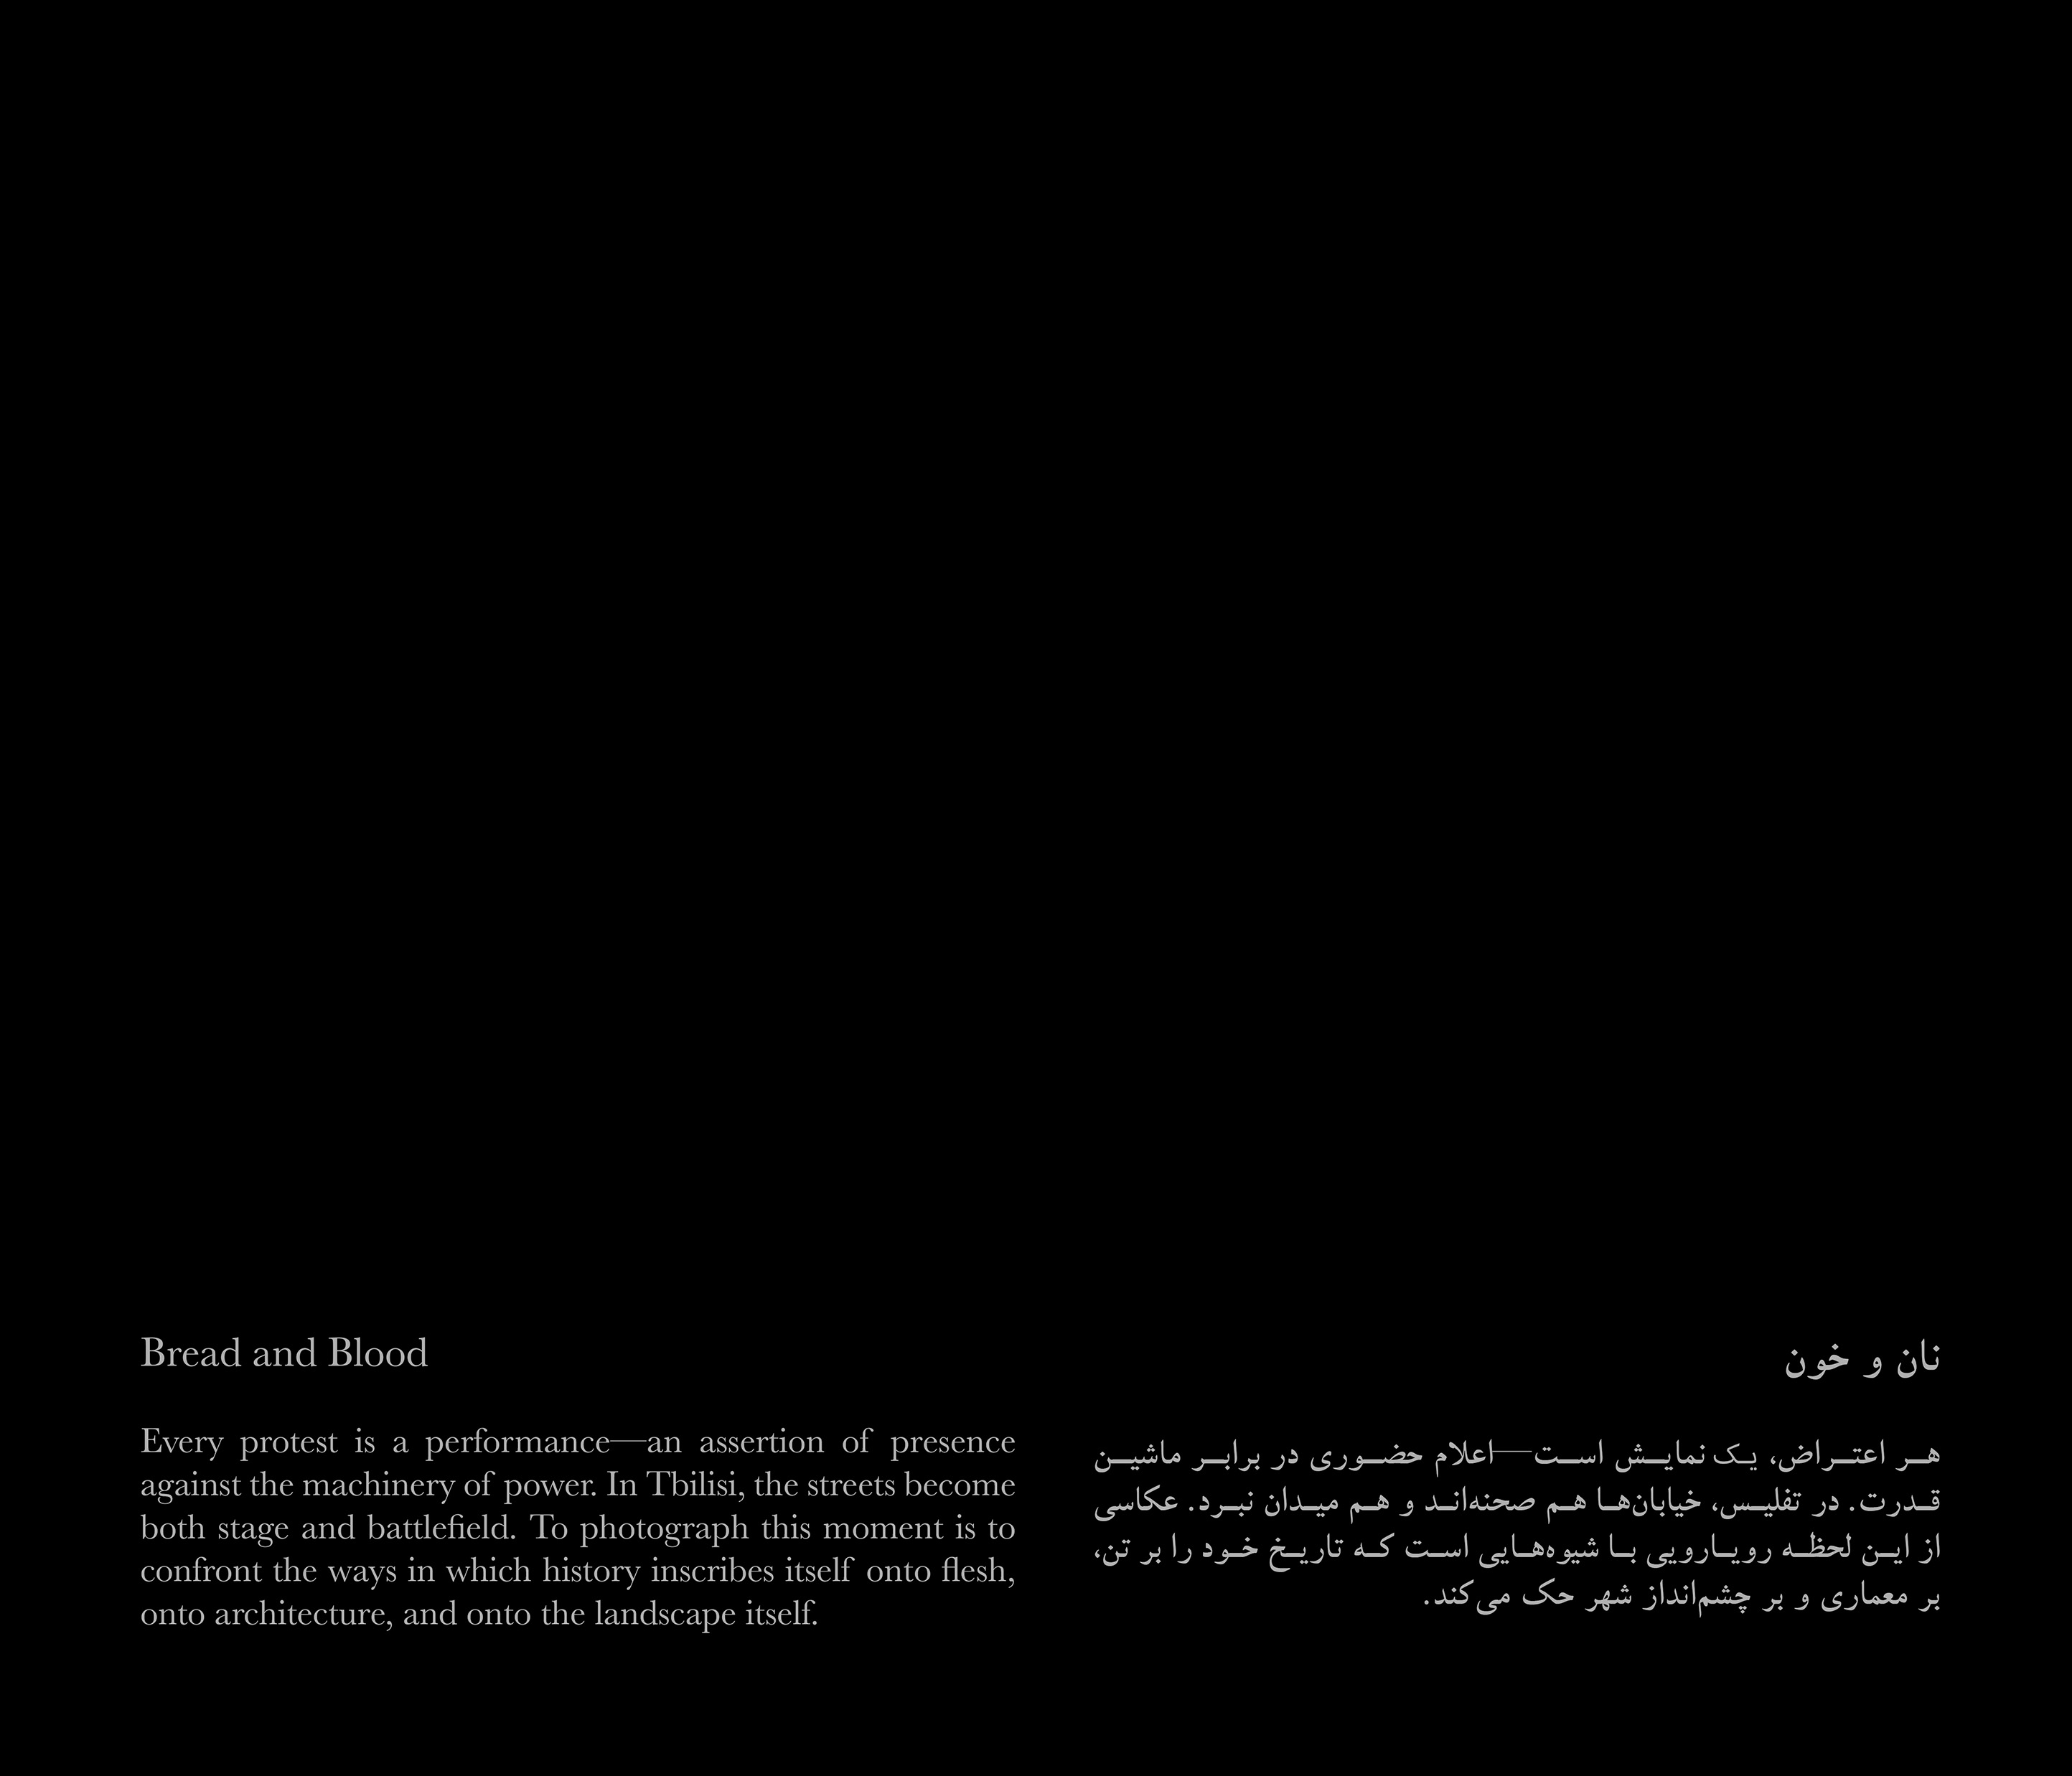 Bread and Blood
Every protest is a performance—an assertion of presence
against the machinery of power. In Tbilisi, the streets become
both stage and battlefield. To photograph this moment is to
confront the ways in which history inscribes itself onto flesh,
onto architecture, and onto the landscape itself.
نان و خون
هر اعتراض، یک نمایش است—اعلام حضوری در برابر ماشین
قدرت. در تفلیس، خیابان‌ها هم صحنه‌اند و هم میدان نبرد. عکاسی
از این لحظه رویارویی با شیوه‌هایی است که تاریخ خود را بر تن،
بر معماری و بر چشم‌انداز شهر حک می‌کند.